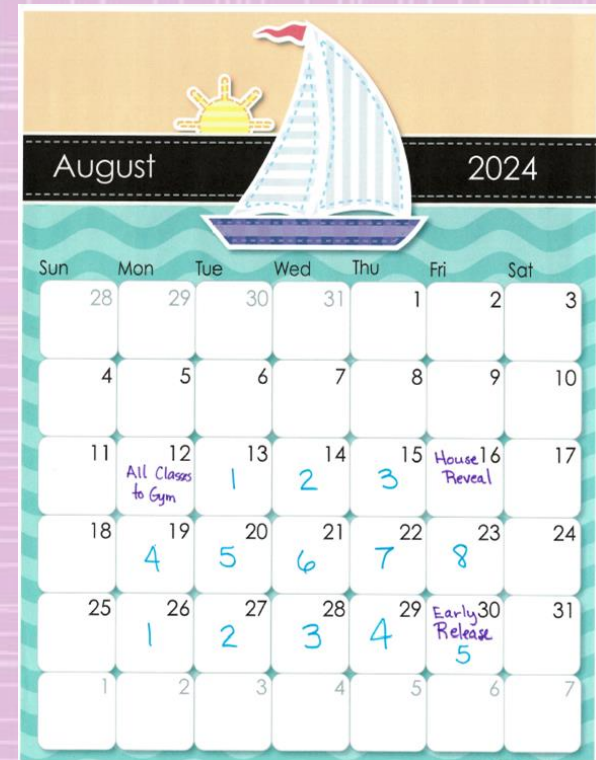 August 2024
Sun Mon Tue Wed Thu Fri Sat
28 29 30 31 1 2 3
4 5 6 7 8 9 10
11 12 13 14 15 16 17
All Classes
to Gym
1 2 3
House
Reveal
18 19 20 21 22 23 24
4 5 6 7 8
25 26 27 28 29 30 31
1 2 3 4
Early
Release
5
1 2 3 4 5 6 7